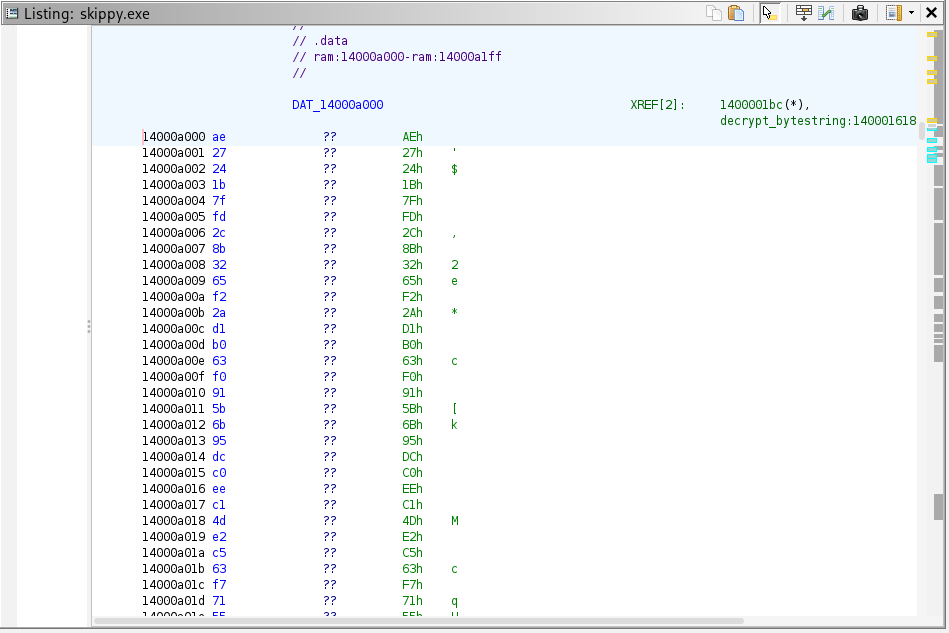 Listing: skippy.exe
//
// .data
// ram:14000a000-ram:14000a1ff
//
DAT_14000a000 XREF[2]: 1400001bc(*),
decrypt_bytestring:140001618
14000a000 ae ?? AEh
14000a001 27 ?? 27h '
14000a002 24 ?? 24h $
14000a003 1b ?? 1Bh
14000a004 7f ?? 7Fh
14000a005 fd ?? FDh
14000a006 2c ?? 2Ch ,
14000a007 8b ?? 8Bh
14000a008 32 ?? 32h 2
14000a009 65 ?? 65h e
14000a00a f2 ?? F2h
14000a00b 2a ?? 2Ah *
14000a00c d1 ?? D1h
14000a00d b0 ?? B0h
14000a00e 63 ?? 63h c
14000a00f f0 ?? F0h
14000a010 91 ?? 91h
14000a011 5b ?? 5Bh [
14000a012 6b ?? 6Bh k
14000a013 95 ?? 95h
14000a014 dc ?? DCh
14000a015 c0 ?? C0h
14000a016 ee ?? EEh
14000a017 c1 ?? C1h
14000a018 4d ?? 4Dh M
14000a019 e2 ?? E2h
14000a01a c5 ?? C5h
14000a01b 63 ?? 63h c
14000a01c f7 ?? F7h
14000a01d 71 ?? 71h q
14000a01e 55 ?? 55h U